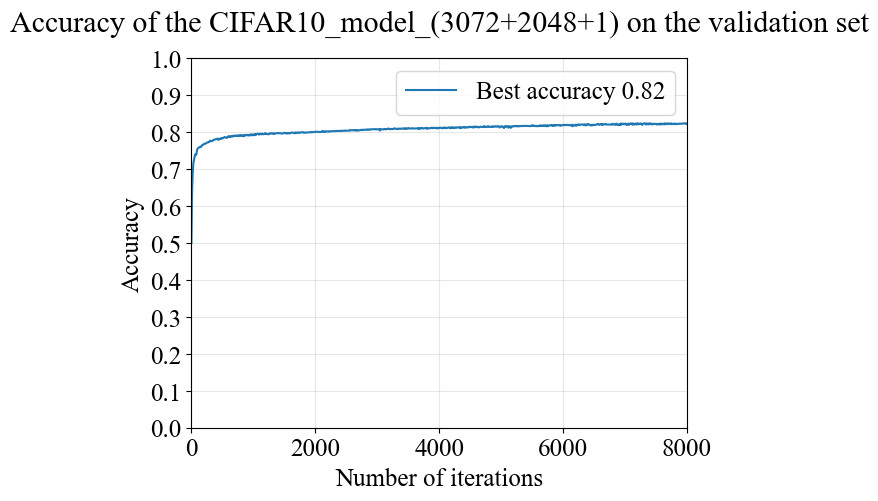 Accuracy of the CIFAR10_model_(3072+2048+1) on the validation set
Best accuracy 0.82
1.0
0.9
0.8
0.7
0.6
0.5
0.4
0.3
0.2
0.1
0.0
Accuracy
0 2000 4000 6000 8000
Number of iterations